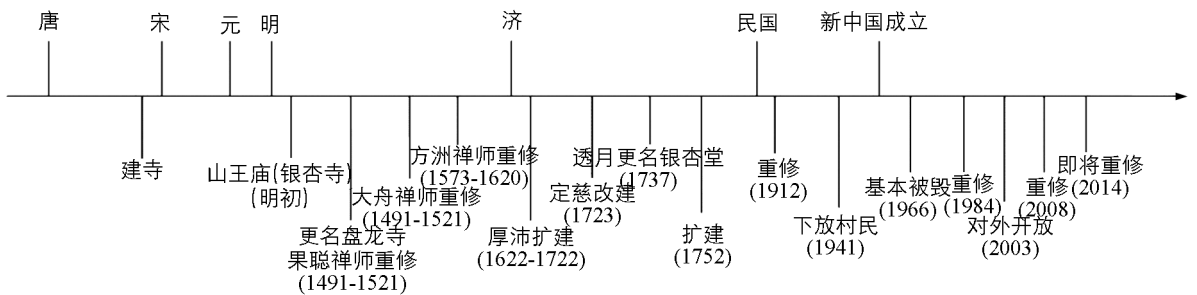 唐
宋
元
明
济
民国
新中国成立
建寺
山王庙(银杏寺)
(明初)
更名盘龙寺
果聪禅师重修
(1491-1521)
大舟禅师重修
(1491-1521)
方洲禅师重修
(1573-1620)
厚沛扩建
(1622-1722)
定慈改建
(1723)
透月更名银杏堂
(1737)
扩建
(1752)
重修
(1912)
下放村民
(1941)
基本被毁
(1966)
重修
(1984)
对外开放
(2003)
重修
(2008)
即将重修
(2014)